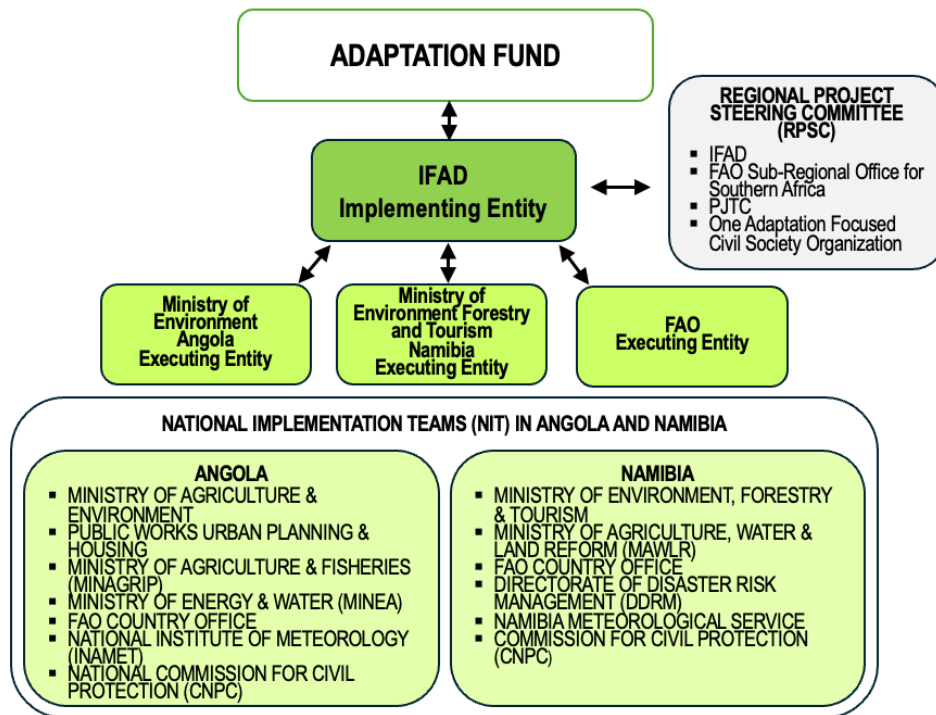 ADAPTATION FUND
REGIONAL PROJECT
STEERING COMMITTEE
(RPSC)
▪ IFAD
▪ FAO Sub-Regional Office for
Southern Africa
▪ PJTC
▪ One Adaptation Focused
Civil Society Organization
IFAD
Implementing Entity
Ministry of
Environment
Angola
Executing Entity
Ministry of
Environment Forestry
and Tourism
Namibia
Executing Entity
FAO
Executing Entity
NATIONAL IMPLEMENTATION TEAMS (NIT) IN ANGOLA AND NAMIBIA
ANGOLA
▪ MINISTRY OF AGRICULTURE &
ENVIRONMENT
▪ PUBLIC WORKS URBAN PLANNING &
HOUSING
▪ MINISTRY OF AGRICULTURE & FISHERIES
(MINAGRIP)
▪ MINISTRY OF ENERGY & WATER (MINEA)
▪ FAO COUNTRY OFFICE
▪ NATIONAL INSTITUTE OF METEOROLOGY
(INAMET)
▪ NATIONAL COMMISSION FOR CIVIL
PROTECTION (CNPC)
NAMIBIA
▪ MINISTRY OF ENVIRONMENT, FORESTRY
& TOURISM
▪ MINISTRY OF AGRICULTURE, WATER &
LAND REFORM (MAWLR)
▪ FAO COUNTRY OFFICE
▪ DIRECTORATE OF DISASTER RISK
MANAGEMENT (DDRM)
▪ NAMIBIA METEOROLOGICAL SERVICE
▪ COMMISSION FOR CIVIL PROTECTION
(CNPC)